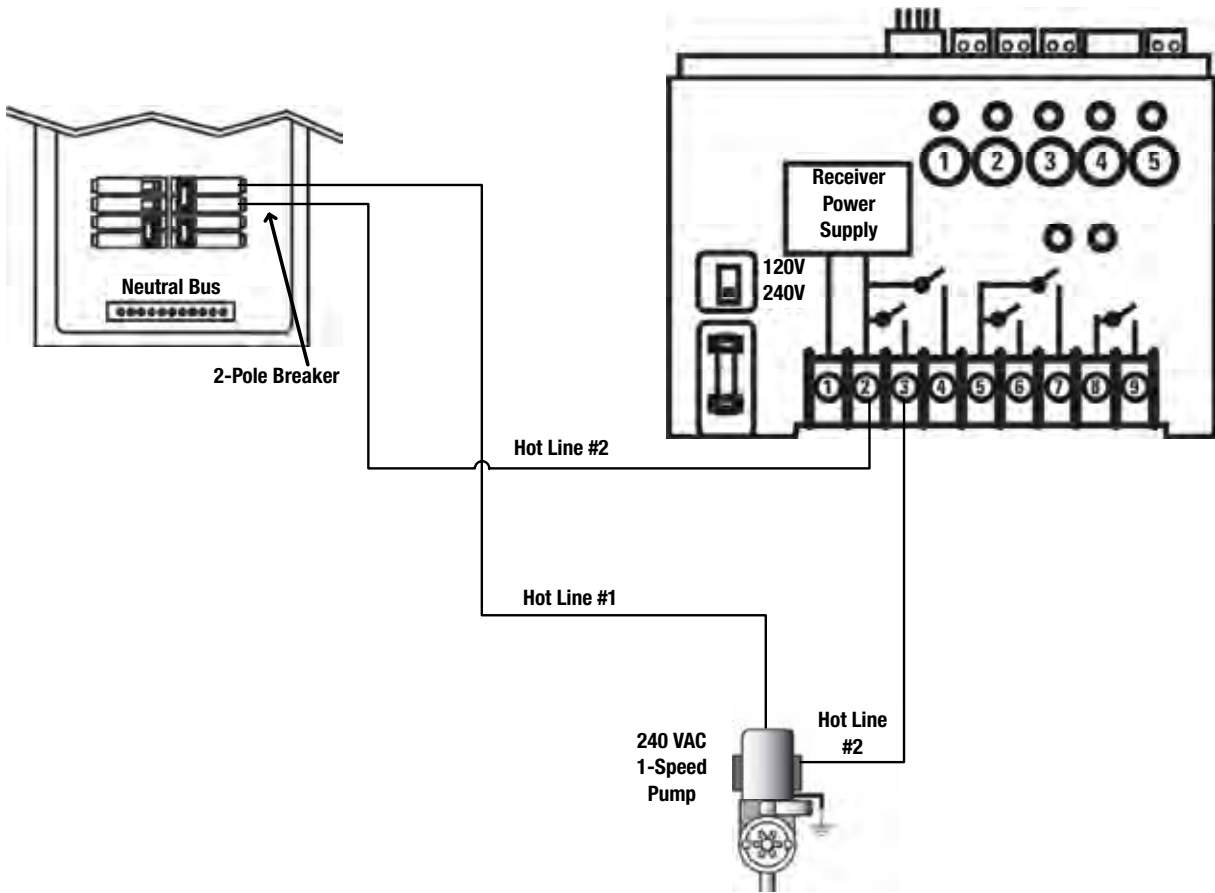 1 2 3 4 5
Receiver
Power
Supply
120V
240V
Neutral Bus
2-Pole Breaker
1 2 3 4 5 6 7 8 9
Hot Line #2
Hot Line #1
Hot Line
#2
240 VAC
1-Speed
Pump